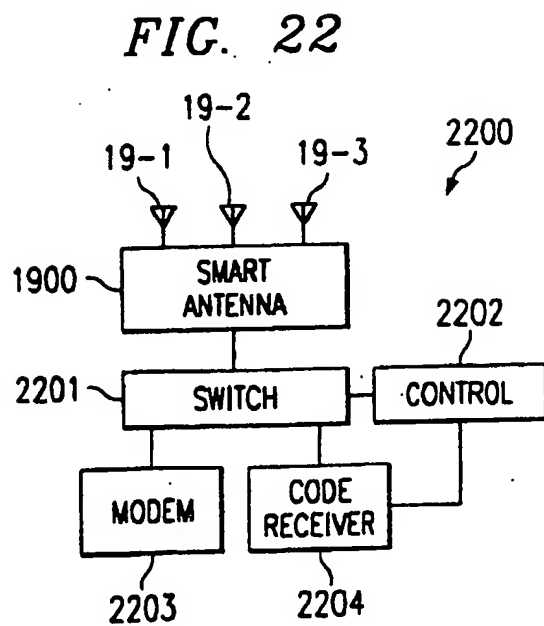 FIG. 22
19-2
19-1
19-3
2200
1900
SMART
ANTENNA
2202
2201
SWITCH
CONTROL
MODEM
CODE
RECEIVER
2203
2204